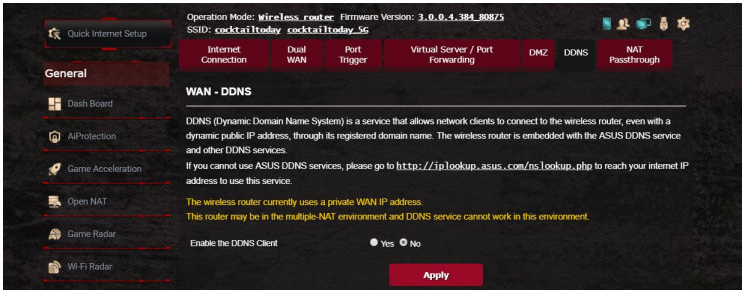 Operation Mode: Wireless router Firmware Version: 3.0.0.4.384_80875
SSID: cocktailtoday cocktailtoday_5G
Quick Internet Setup
General
Dash Board
AiProtection
Game Acceleration
Open NAT
Game Radar
Wi-Fi Radar
Internet Connection
Dual WAN
Port Trigger
Virtual Server / Port Forwarding
DMZ
DDNS
NAT Passthrough
WAN - DDNS
DDNS (Dynamic Domain Name System) is a service that allows network clients to connect to the wireless router, even with a
dynamic public IP address, through its registered domain name. The wireless router is embedded with the ASUS DDNS service
and other DDNS services.
If you cannot use ASUS DDNS services, please go to http://iplookup.asus.com/nslookup.php to reach your internet IP
address to use this service.
The wireless router currently uses a private WAN IP address.
This router may be in the multiple-NAT environment and DDNS service cannot work in this environment.
Enable the DDNS Client
Yes No
Apply